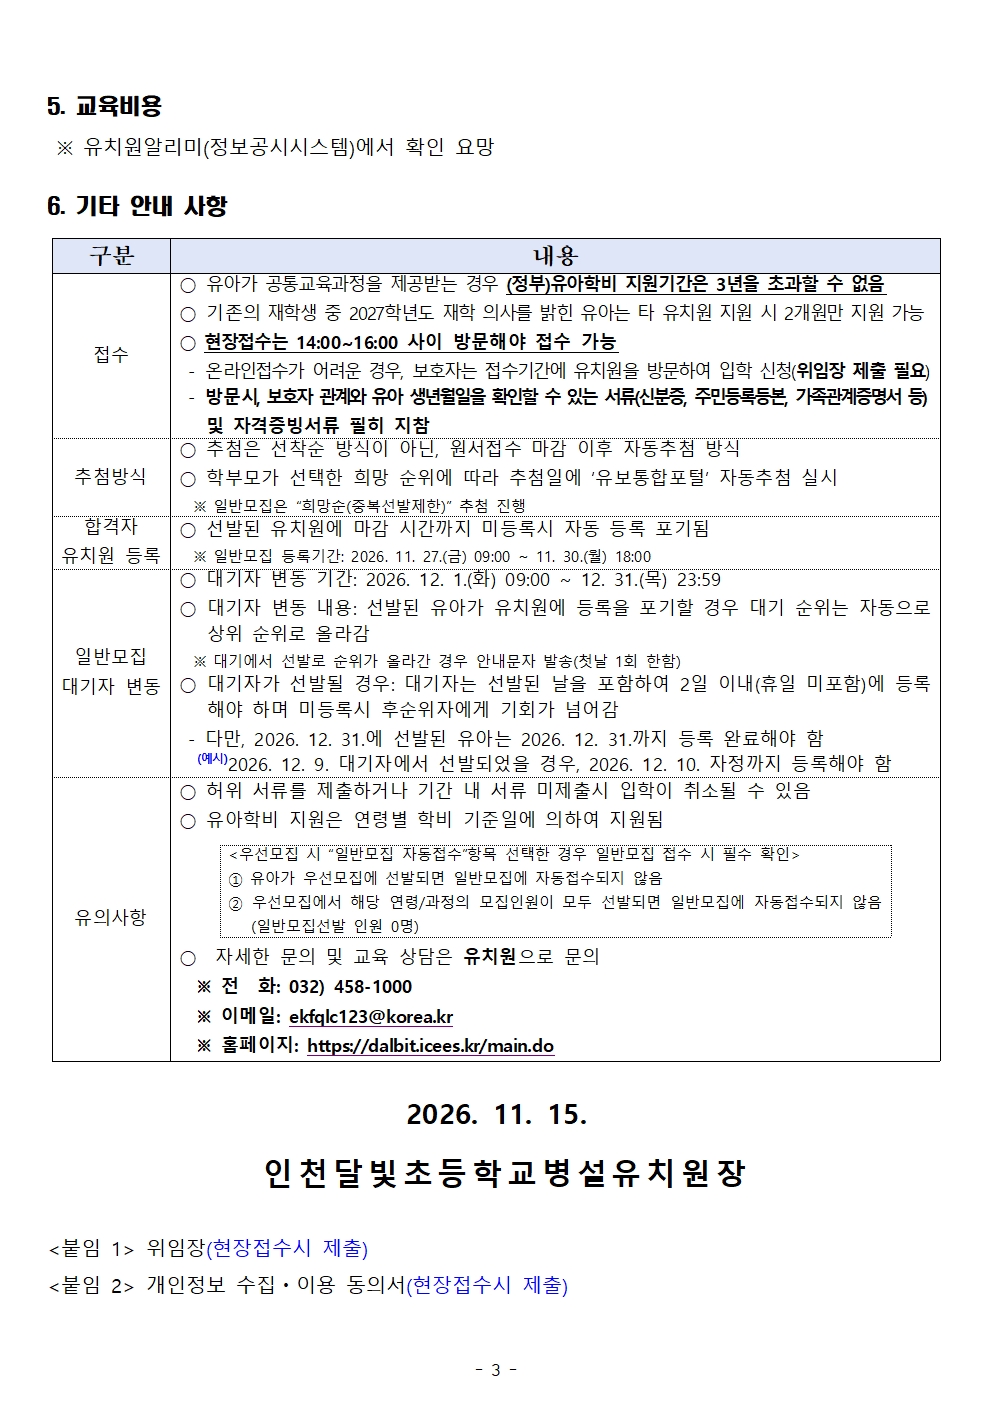 5. 교육비용
※ 유치원알리미(정보공시시스템)에서 확인 요망
6. 기타 안내 사항
구분 내용
접수
○ 유아가 공통교육과정을 제공받는 경우 (정부)유아학비 지원기간은 3년을 초과할 수 없음
○ 기존의 재학생 중 2027학년도 재학 의사를 밝힌 유아는 타 유치원 지원 시 2개원만 지원 가능
○ 현장접수는 14:00~16:00 사이 방문해야 접수 가능
- 온라인접수가 어려운 경우, 보호자는 접수기간에 유치원을 방문하여 입학 신청(위임장 제출 필요)
- 방문시, 보호자 관계와 유아 생년월일을 확인할 수 있는 서류(신분증, 주민등록등본, 가족관계증명서 등)
및 자격증빙서류 필히 지참
추첨방식
○ 추첨은 선착순 방식이 아닌, 원서접수 마감 이후 자동추첨 방식
○ 학부모가 선택한 희망 순위에 따라 추첨일에 ‘유보통합포털’ 자동추첨 실시
※ 일반모집은 “희망순(중복선발제한)” 추첨 진행
합격자
유치원 등록
○ 선발된 유치원에 마감 시간까지 미등록시 자동 등록 포기됨
※ 일반모집 등록기간: 2026. 11. 27.(금) 09:00 ~ 11. 30.(월) 18:00
일반모집
대기자 변동
○ 대기자 변동 기간: 2026. 12. 1.(화) 09:00 ~ 12. 31.(목) 23:59
○ 대기자 변동 내용: 선발된 유아가 유치원에 등록을 포기할 경우 대기 순위는 자동으로
상위 순위로 올라감
※ 대기에서 선발로 순위가 올라간 경우 안내문자 발송(첫날 1회 한함)
○ 대기자가 선발될 경우: 대기자는 선발된 날을 포함하여 2일 이내(휴일 미포함)에 등록
해야 하며 미등록시 후순위자에게 기회가 넘어감
- 다만, 2026. 12. 31.에 선발된 유아는 2026. 12. 31.까지 등록 완료해야 함
(예시)2026. 12. 9. 대기자에서 선발되었을 경우, 2026. 12. 10. 자정까지 등록해야 함
유의사항
○ 허위 서류를 제출하거나 기간 내 서류 미제출시 입학이 취소될 수 있음
○ 유아학비 지원은 연령별 학비 기준일에 의하여 지원됨
<우선모집 시 “일반모집 자동접수”항목 선택한 경우 일반모집 접수 시 필수 확인>
① 유아가 우선모집에 선발되면 일반모집에 자동접수되지 않음
② 우선모집에서 해당 연령/과정의 모집인원이 모두 선발되면 일반모집에 자동접수되지 않음
(일반모집선발 인원 0명)
○ 자세한 문의 및 교육 상담은 유치원으로 문의
※ 전 화: 032) 458-1000
※ 이메일: ekfqlc123@korea.kr
※ 홈페이지: https://dalbit.icees.kr/main.do
2026. 11. 15.
인천달빛초등학교병설유치원장
<붙임 1> 위임장(현장접수시 제출)
<붙임 2> 개인정보 수집・이용 동의서(현장접수시 제출)
- 3 -